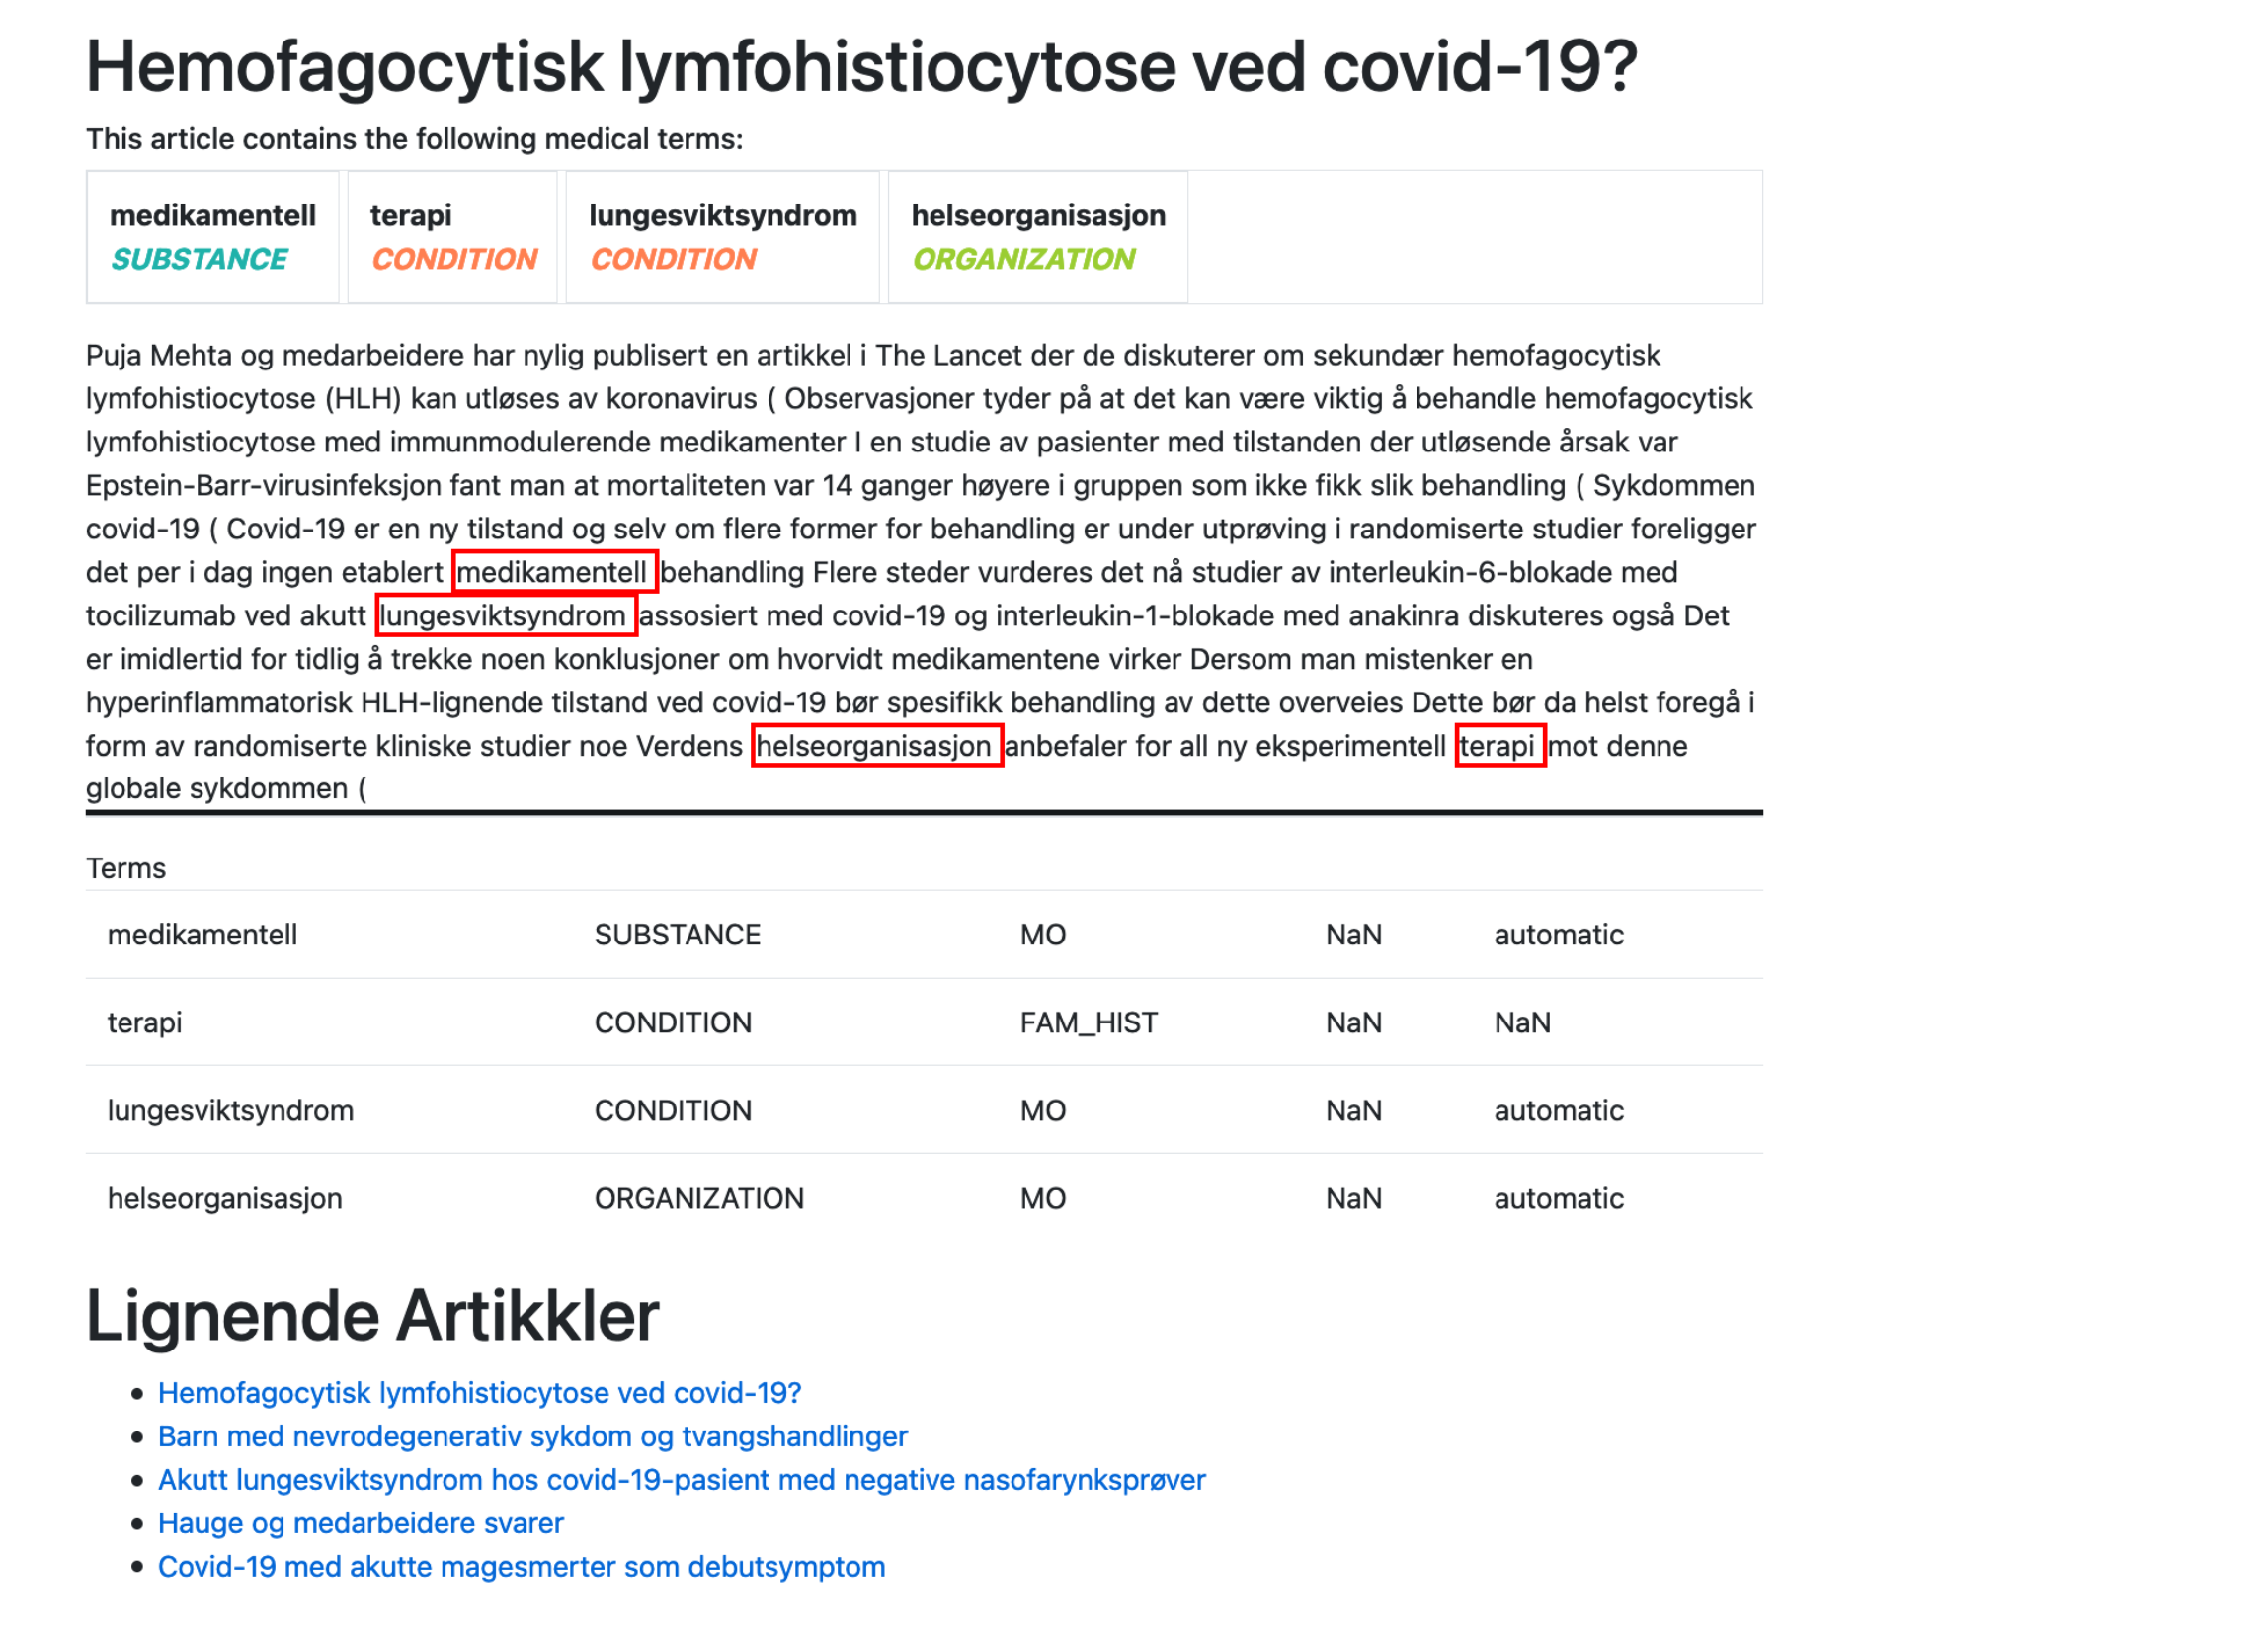 Hemofagocytisk lymfohistiocytose ved covid-19?
This article contains the following medical terms:
medikamentell terapi lungesviktsyndrom helseorganisasjon
SUBSTANCE CONDITION CONDITION ORGANIZATION
Puja Mehta og medarbeidere har nylig publisert en artikkel i The Lancet der de diskuterer om sekundær hemofagocytisk
lymfohistiocytose (HLH) kan utløses av koronavirus ( Observasjoner tyder på at det kan være viktig å behandle hemofagocytisk
lymfohistiocytose med immunmodulerende medikamenter I en studie av pasienter med tilstanden der utløsende årsak var
Epstein-Barr-virusinfeksjon fant man at mortaliteten var 14 ganger høyere i gruppen som ikke fikk slik behandling ( Sykdommen
covid-19 ( Covid-19 er en ny tilstand og selv om flere former for behandling er under utprøving i randomiserte studier foreligger
det per i dag ingen etablert medikamentell behandling Flere steder vurderes det nå studier av interleukin-6-blokade med
tocilizumab ved akutt lungesviktsyndrom assosiert med covid-19 og interleukin-1-blokade med anakinra diskuteres også Det
er imidlertid for tidlig å trekke noen konklusjoner om hvorvidt medikamentene virker Dersom man mistenker en
hyperinflammatorisk HLH-lignende tilstand ved covid-19 bør spesifikk behandling av dette overveies Dette bør da helst foregå i
form av randomiserte kliniske studier noe Verdens helseorganisasjon anbefaler for all ny eksperimentell terapi mot denne
globale sykdommen (
Terms
medikamentell SUBSTANCE MO NaN automatic
terapi CONDITION FAM_HIST NaN NaN
lungesviktsyndrom CONDITION MO NaN automatic
helseorganisasjon ORGANIZATION MO NaN automatic
Lignende Artikkler
Hemofagocytisk lymfohistiocytose ved covid-19?
Barn med nevrodegenerativ sykdom og tvangshandlinger
Akutt lungesviktsyndrom hos covid-19-pasient med negative nasofarynksprøver
Hauge og medarbeidere svarer
Covid-19 med akutte magesmerter som debutsymptom